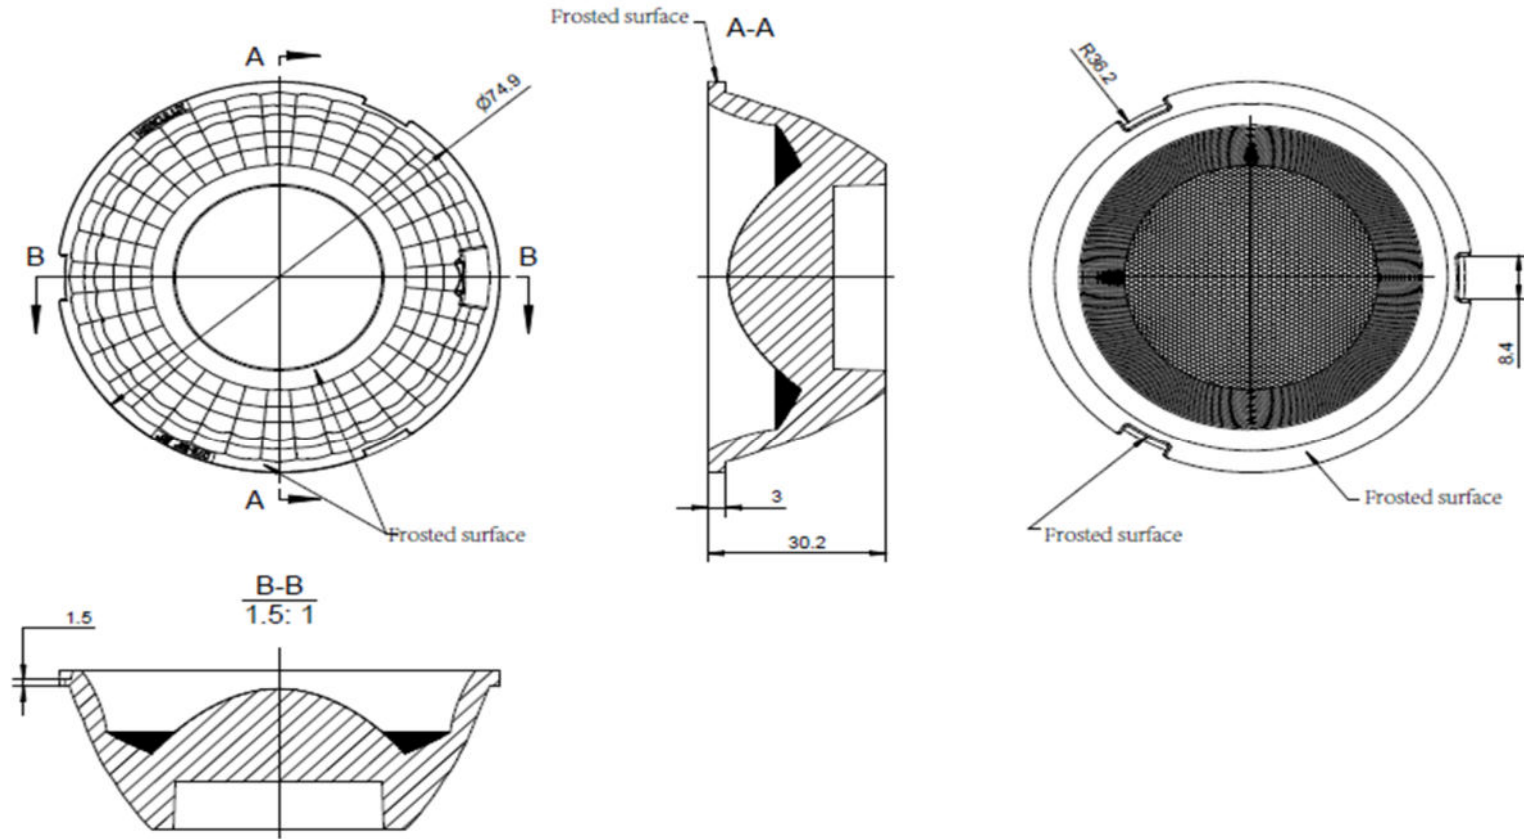 Frosted surface
A-A
A
Ø74.9
R36.2
B
B
8.4
A
3
Frosted surface
Frosted surface
Frosted surface
30.2
B-B
1.5: 1
1.5